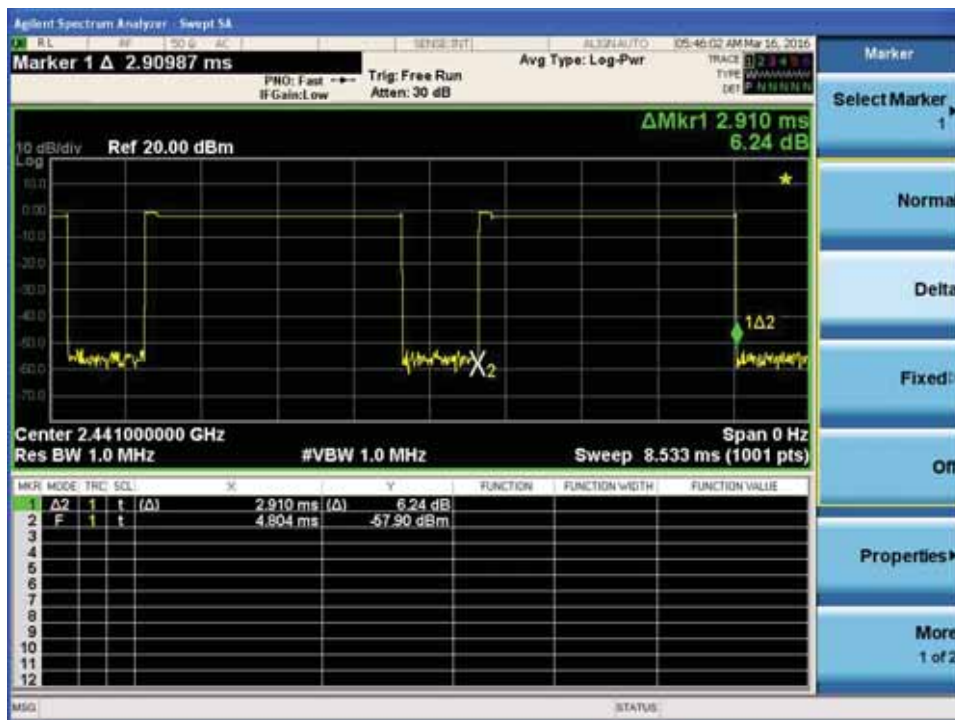 Agilent Spectrum Analyzer - Swept SA
RL RF 50 Ω AC SENSE:INT ALIGNAUTO 05:46:02 AM Mar 16, 2016
Marker 1 Δ 2.90987 ms
PNO: Fast
IFGain:Low
Trig: Free Run
Atten: 30 dB
Avg Type: Log-Pwr
TRACE 1 2 3 4 5 6
TYPE
DET P N N N N N
ΔMkr1 2.910 ms
6.24 dB
10 dB/div Ref 20.00 dBm
Log
10.0
0.00
-10.0
-20.0
-30.0
-40.0
-50.0
-60.0
-70.0
1Δ2
X2
Center 2.441000000 GHz Span 0 Hz
Res BW 1.0 MHz #VBW 1.0 MHz Sweep 8.533 ms (1001 pts)
MKR MODE TRC SCL X Y FUNCTION FUNCTION WIDTH FUNCTION VALUE
1 Δ2 1 t (Δ) 2.910 ms (Δ) 6.24 dB
2 F 1 t 4.804 ms -57.90 dBm
3
4
5
6
7
8
9
10
11
12
MSG STATUS
Marker
Select Marker
1
Norma
Delta
Fixed
Off
Properties
More
1 of 2